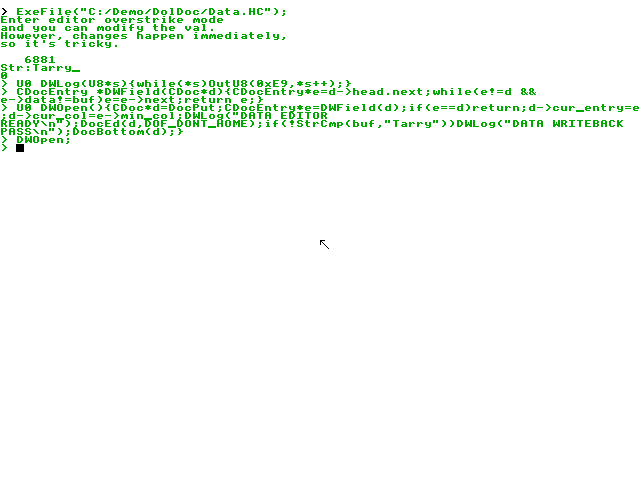 > ExeFile("C:/Demo/DolDoc/Data.HC");
Enter editor overstrike mode
and you can modify the val.
However, changes happen immediately,
so it's tricky.
6881
Str:Tarry_
0
> U0 DWLog(U8*s){while(*s)OutU8(0xE9,*s++);}
> CDocEntry *DWField(CDoc*d){CDocEntry*e=d->head.next;while(e!=d &&
e->data!=buf)e=e->next;return e;}
> U0 DWOpen(){CDoc*d=DocPut;CDocEntry*e=DWField(d);if(e==d)return;d->cur_entry=e
;d->cur_col=e->min_col;DWLog("DATA EDITOR
READY\n");DocEd(d,DOF_DONT_HOME);if(!StrCmp(buf,"Tarry"))DWLog("DATA WRITEBACK
PASS\n");DocBottom(d);}
> DWOpen;
>